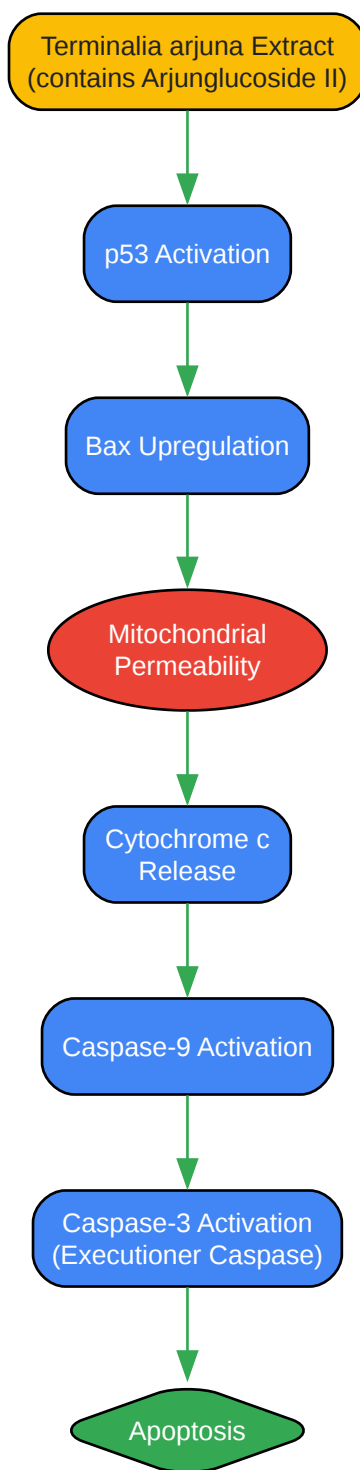 Terminalia arjuna Extract
(contains Arjunglucoside II)
p53 Activation
Bax Upregulation
Mitochondrial
Permeability
Cytochrome c
Release
Caspase-9 Activation
Caspase-3 Activation
(Executioner Caspase)
Apoptosis